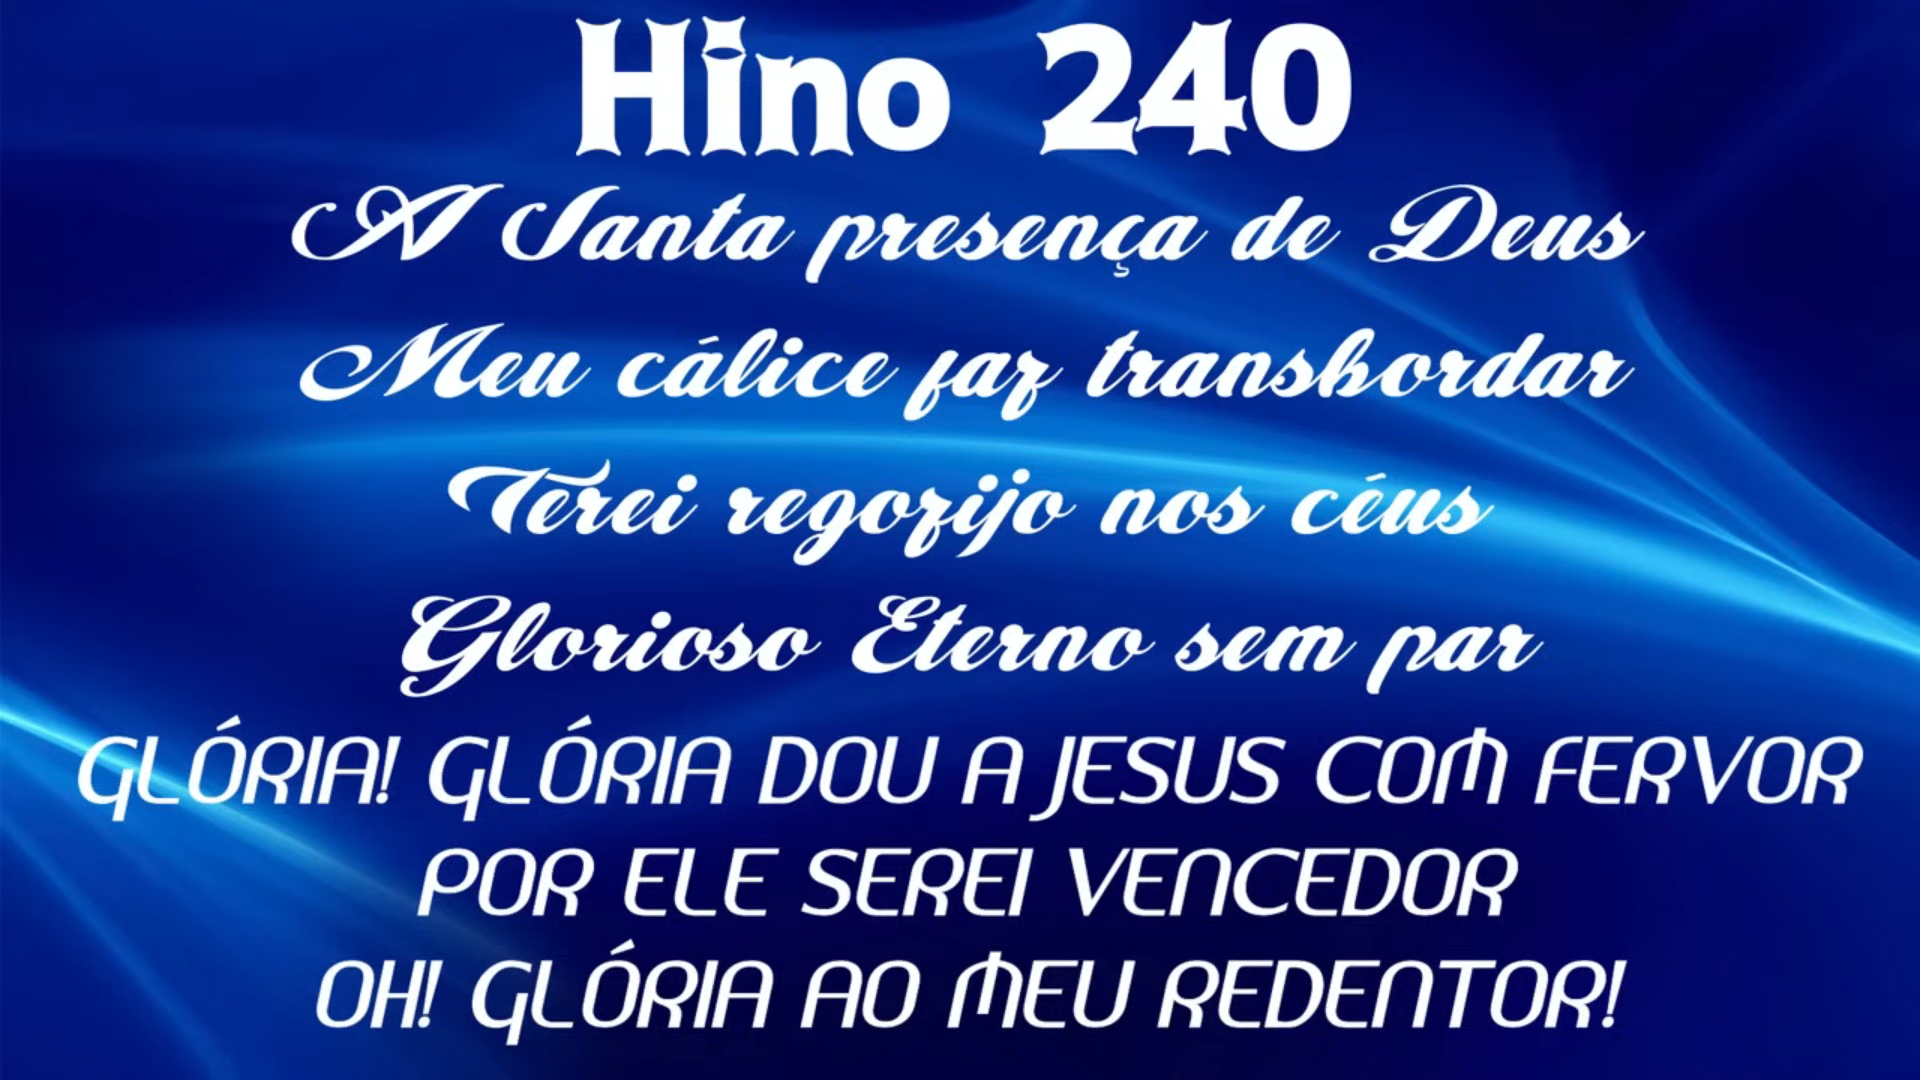 Hino 240
A Santa presença de Deus
Meu cálice faz transbordar
Terei regozijo nos céus
Glorioso Eterno sem par
GLÓRIA! GLÓRIA DOU A JESUS COM FERVOR
POR ELE SEREI VENCEDOR
OH! GLÓRIA AO MEU REDENTOR!